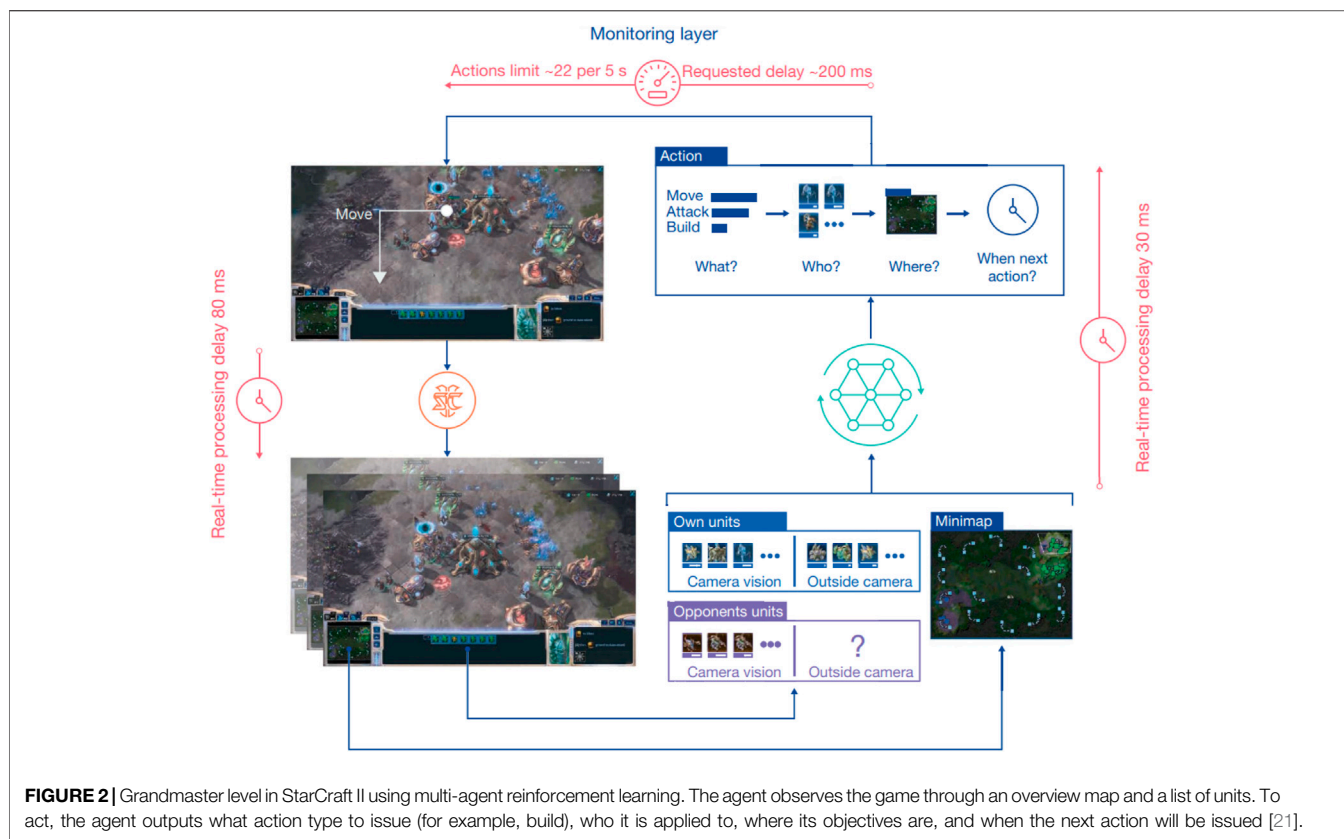 Monitoring layer
Actions limit ~22 per 5 s
Requested delay ~200 ms
Move
Real-time processing delay 80 ms
Action
Move
Attack
Build
What?
Who?
Where?
When next
action?
Real-time processing delay 30 ms
Own units
Camera vision
Outside camera
Opponents units
Camera vision
?
Outside camera
Minimap
FIGURE 2 | Grandmaster level in StarCraft II using multi-agent reinforcement learning. The agent observes the game through an overview map and a list of units. To
act, the agent outputs what action type to issue (for example, build), who it is applied to, where its objectives are, and when the next action will be issued [21].